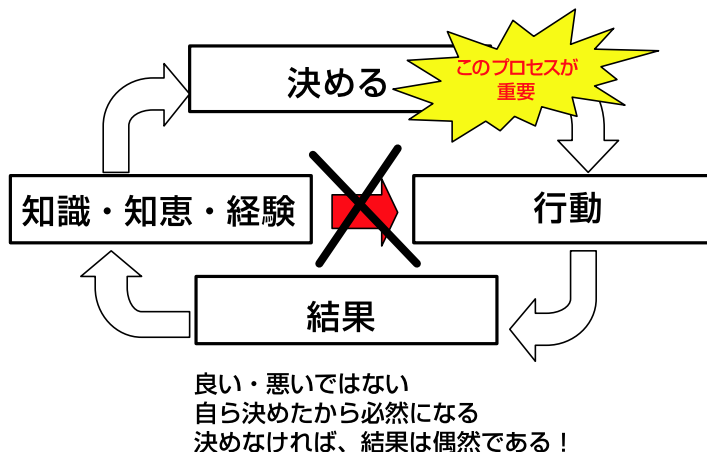 決める
このプロセスが
重要
知識・知恵・経験
行動
結果
良い・悪いではない
自ら決めたから必然になる
決めなければ、結果は偶然である！